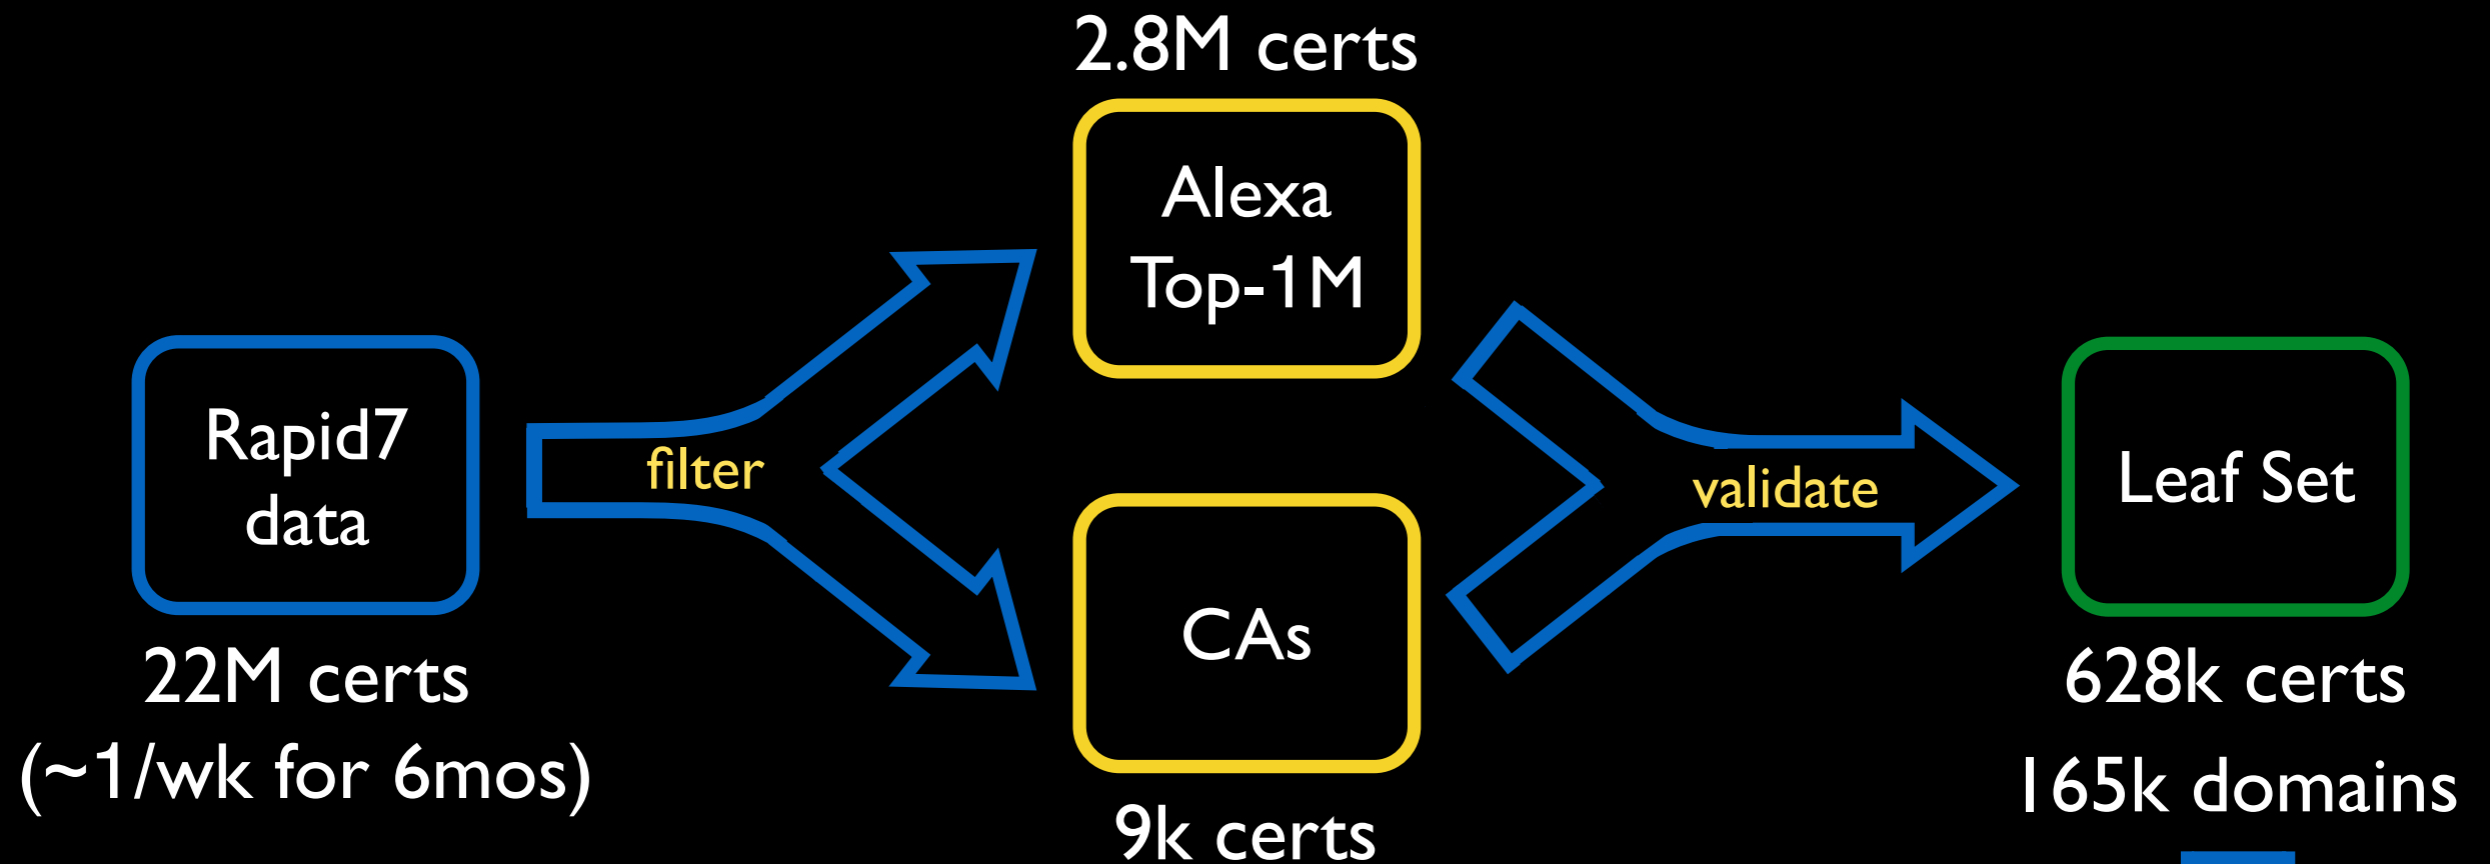 2.8M certs
Alexa
Top-1M
Rapid7
data
22M certs
(~1/wk for 6mos)
filter
CAs
9k certs
validate
Leaf Set
628k certs
165k domains